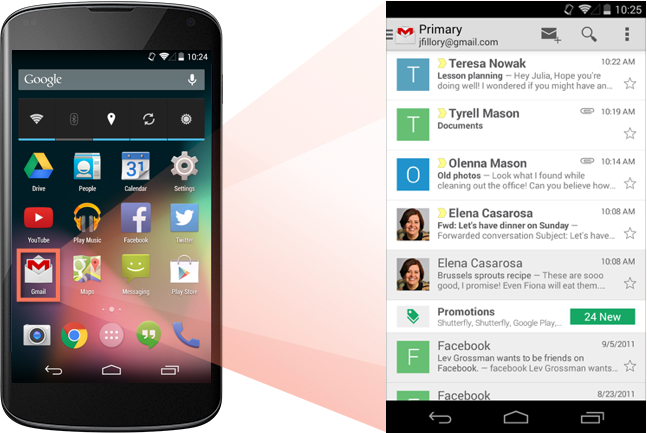 10:24
Google
Drive
People
Calendar
Settings
31
YouTube
Play Music
Facebook
Twitter
Gmail
Maps
Messaging
Play Store
10:25
Primary
jfillory@gmail.com
T
Teresa Nowak
10:22 AM
Lesson planning — Hey Julia, Hope you're
doing well! I wondered if you might have an...
T
Tyrell Mason
10:19 AM
Documents
O
Olenna Mason
10:14 AM
Old photos — Look what I found while
cleaning out the office! Can you believe how...
Elena Casarosa
10:08 AM
Fwd: Let's have dinner on Sunday —
Forwarded conversation Subject: Let's have...
Elena Casarosa
10:08 AM
Brussels sprouts recipe — These are sooo
good, I promise! Even Fiona will eat them....
Promotions
Shutterfly, Shutterfly, Google Play,...
24 New
F
Facebook
9/5/2011
Lev Grossman wants to be friends on
Facebook. — facebook Lev Grossman wants...
F
Facebook
8/23/2011